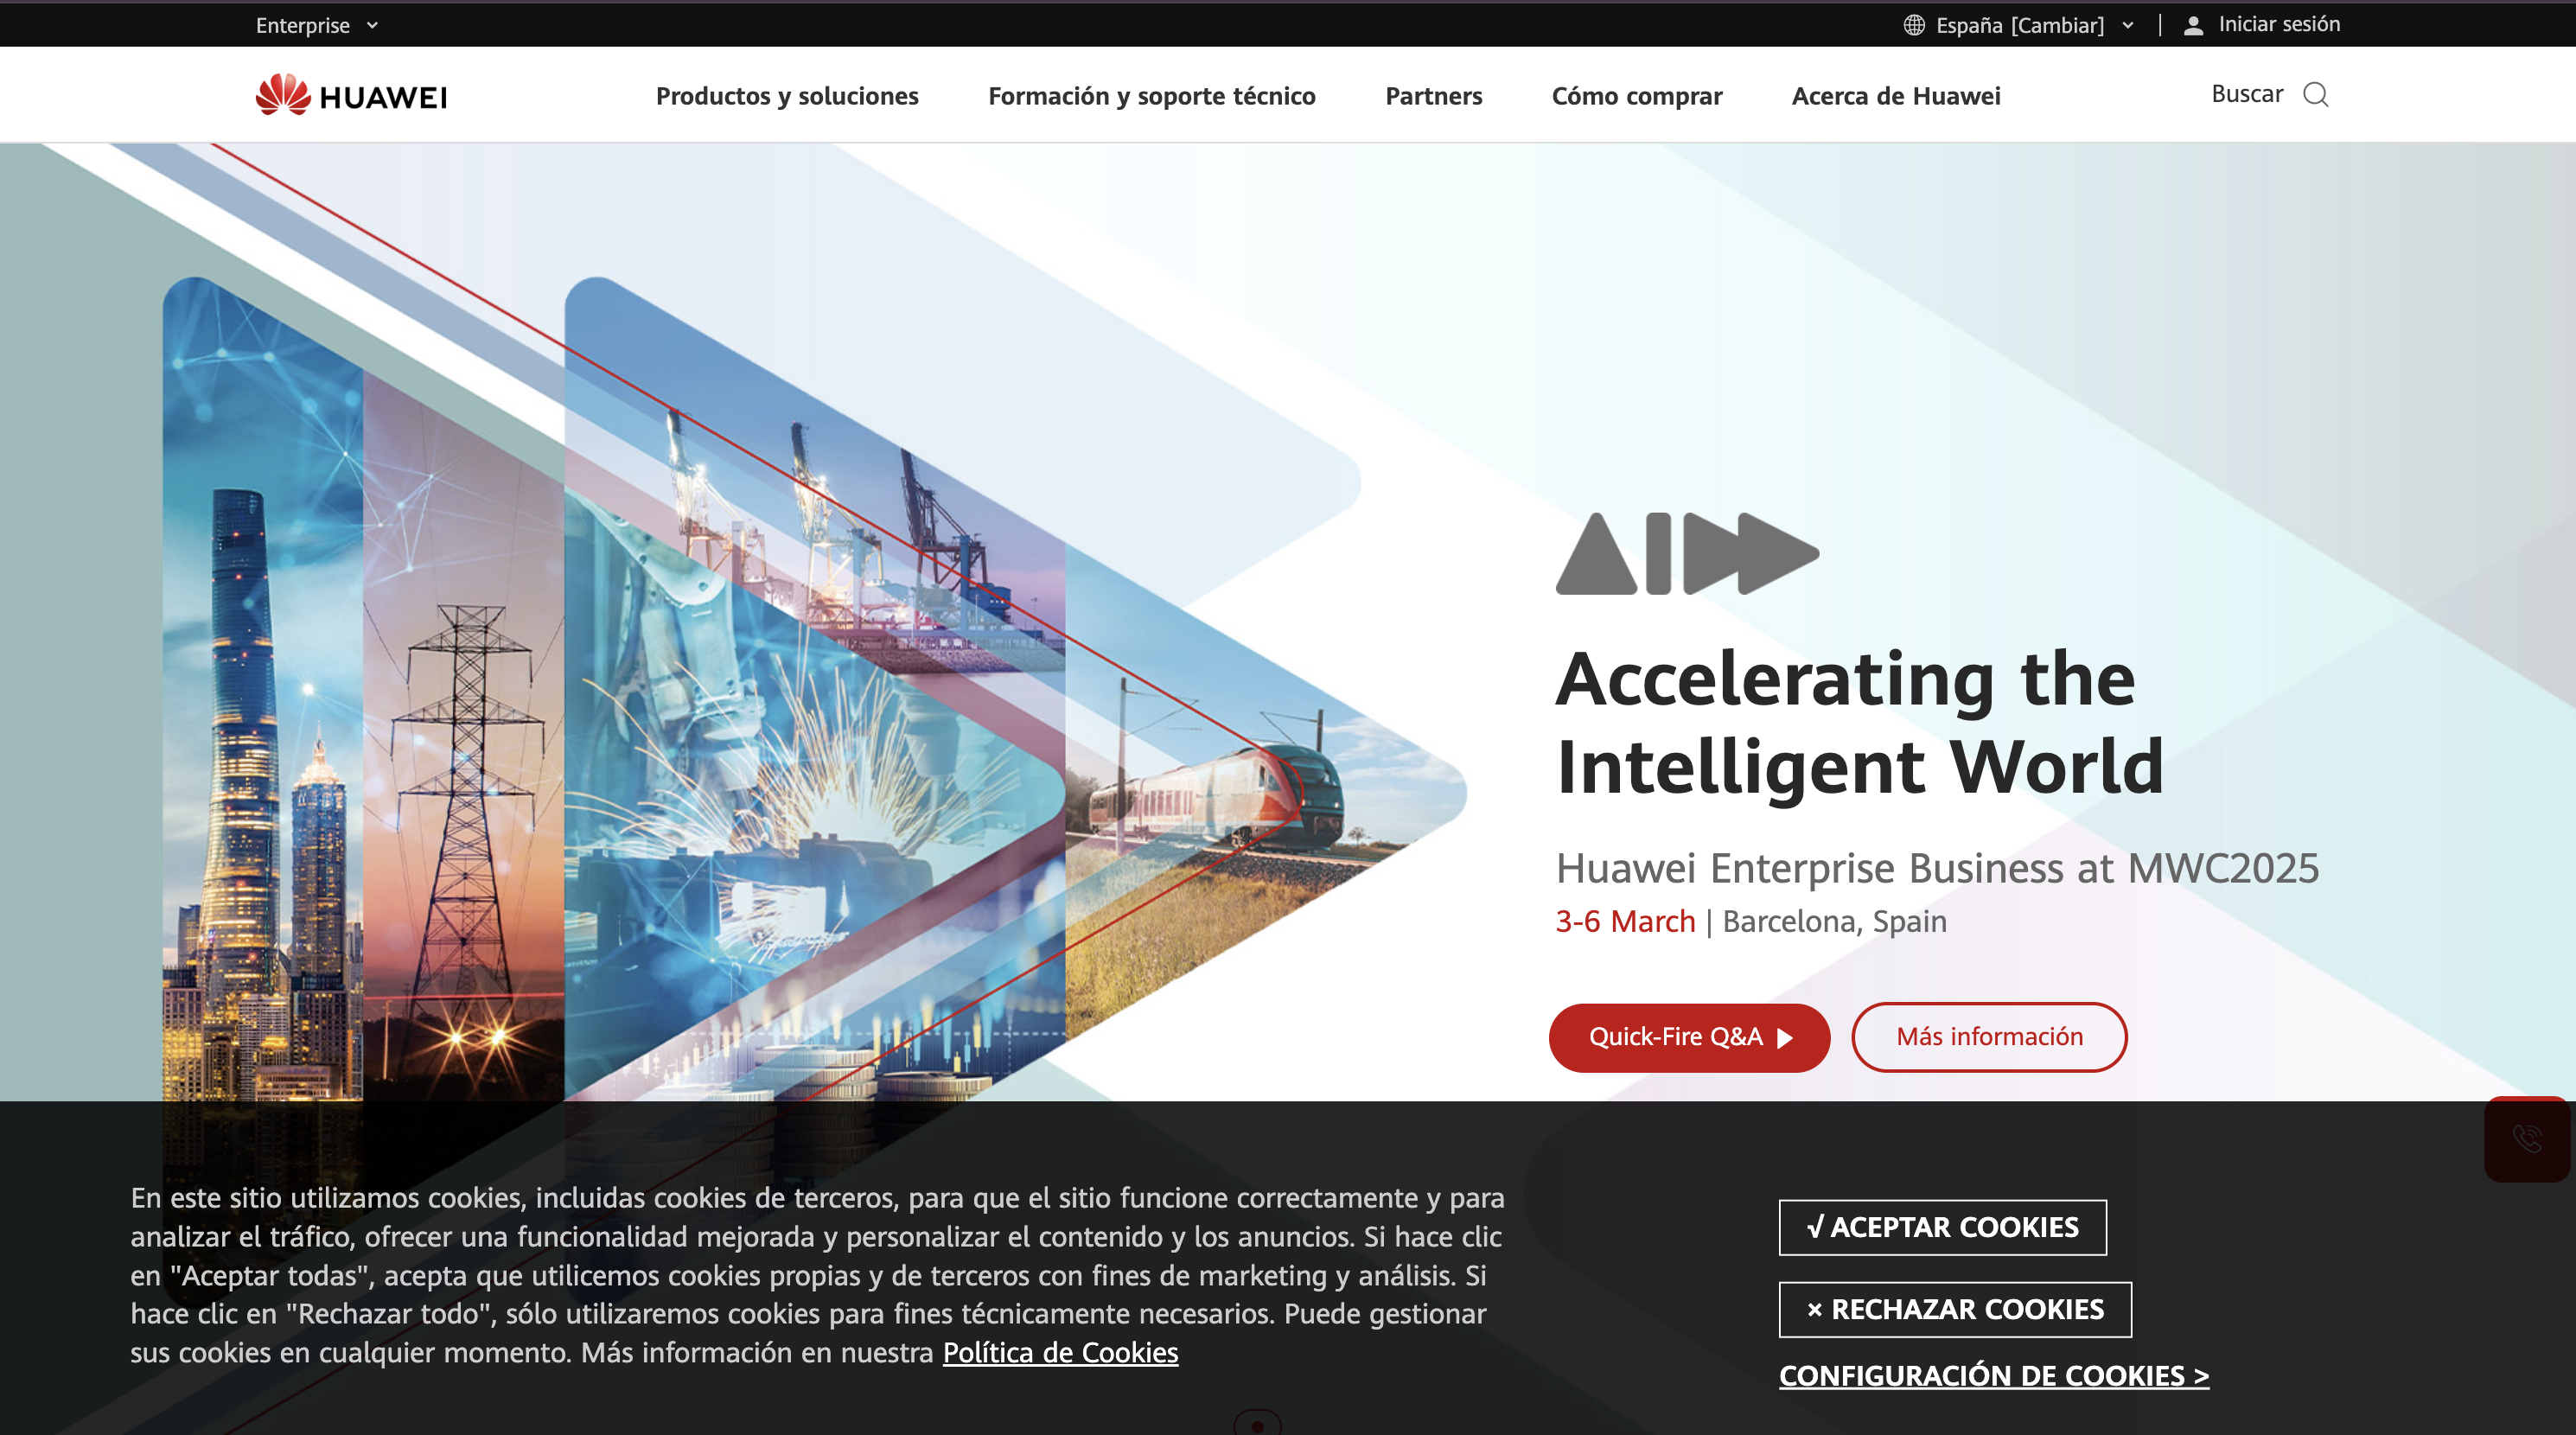 Enterprise
España [Cambiar]
Iniciar sesión
HUAWEI
Productos y soluciones
Formación y soporte técnico
Partners
Cómo comprar
Acerca de Huawei
Buscar
Accelerating the
Intelligent World
Huawei Enterprise Business at MWC2025
3-6 March | Barcelona, Spain
Quick-Fire Q&A
Más información
En este sitio utilizamos cookies, incluidas cookies de terceros, para que el sitio funcione correctamente y para
analizar el tráfico, ofrecer una funcionalidad mejorada y personalizar el contenido y los anuncios. Si hace clic
en "Aceptar todas", acepta que utilicemos cookies propias y de terceros con fines de marketing y análisis. Si
hace clic en "Rechazar todo", sólo utilizaremos cookies para fines técnicamente necesarios. Puede gestionar
sus cookies en cualquier momento. Más información en nuestra Política de Cookies
√ ACEPTAR COOKIES
× RECHAZAR COOKIES
CONFIGURACIÓN DE COOKIES >